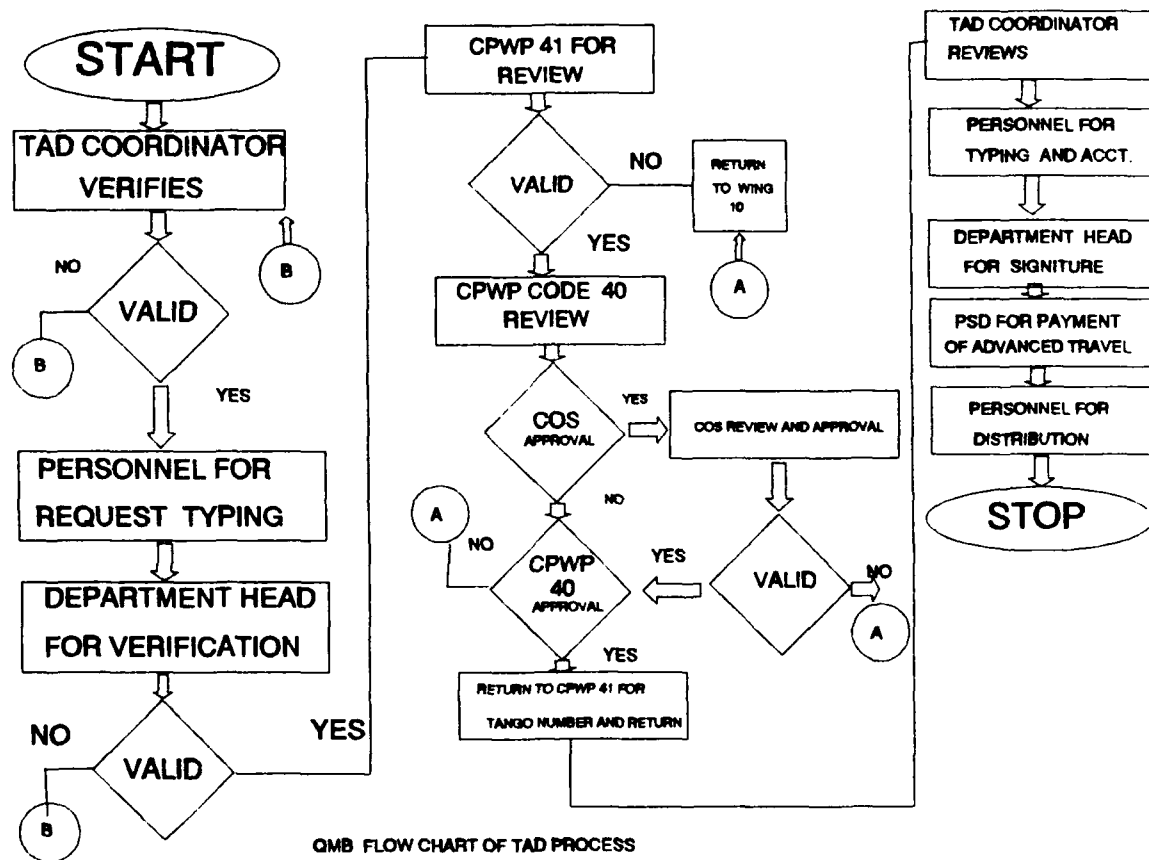 START
TAD COORDINATOR
VERIFIES
NO
B
VALID
B
YES
PERSONNEL FOR
REQUEST TYPING
DEPARTMENT HEAD
FOR VERIFICATION
NO
YES
VALID
B
CPWP 41 FOR
REVIEW
VALID
NO
RETURN
TO WING
10
YES
A
CPWP CODE 40
REVIEW
COS
APPROVAL
YES
COS REVIEW AND APPROVAL
NO
A
NO
CPWP
40
APPROVAL
YES
VALID
NO
A
YES
RETURN TO CPWP 41 FOR
TANGO NUMBER AND RETURN
TAD COORDINATOR
REVIEWS
PERSONNEL FOR
TYPING AND ACCT.
DEPARTMENT HEAD
FOR SIGNITURE
PSD FOR PAYMENT
OF ADVANCED TRAVEL
PERSONNEL FOR
DISTRIBUTION
STOP
QMB FLOW CHART OF TAD PROCESS